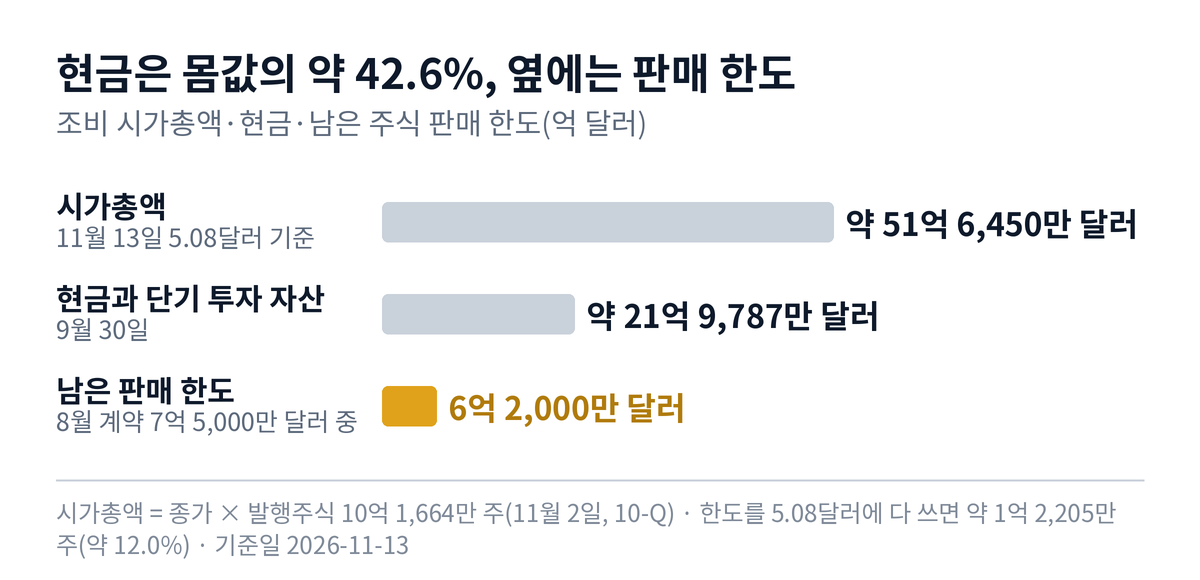 현금은 몸값의 약 42.6%, 옆에는 판매 한도
조비 시가총액·현금·남은 주식 판매 한도(억 달러)
시가총액
11월 13일 5.08달러 기준
약 51억 6,450만 달러
현금과 단기 투자 자산
9월 30일
약 21억 9,787만 달러
남은 판매 한도
8월 계약 7억 5,000만 달러 중
6억 2,000만 달러
시가총액 = 종가 × 발행주식 10억 1,664만 주(11월 2일, 10-Q) · 한도를 5.08달러에 다 쓰면 약 1억 2,205만
주(약 12.0%) · 기준일 2026-11-13